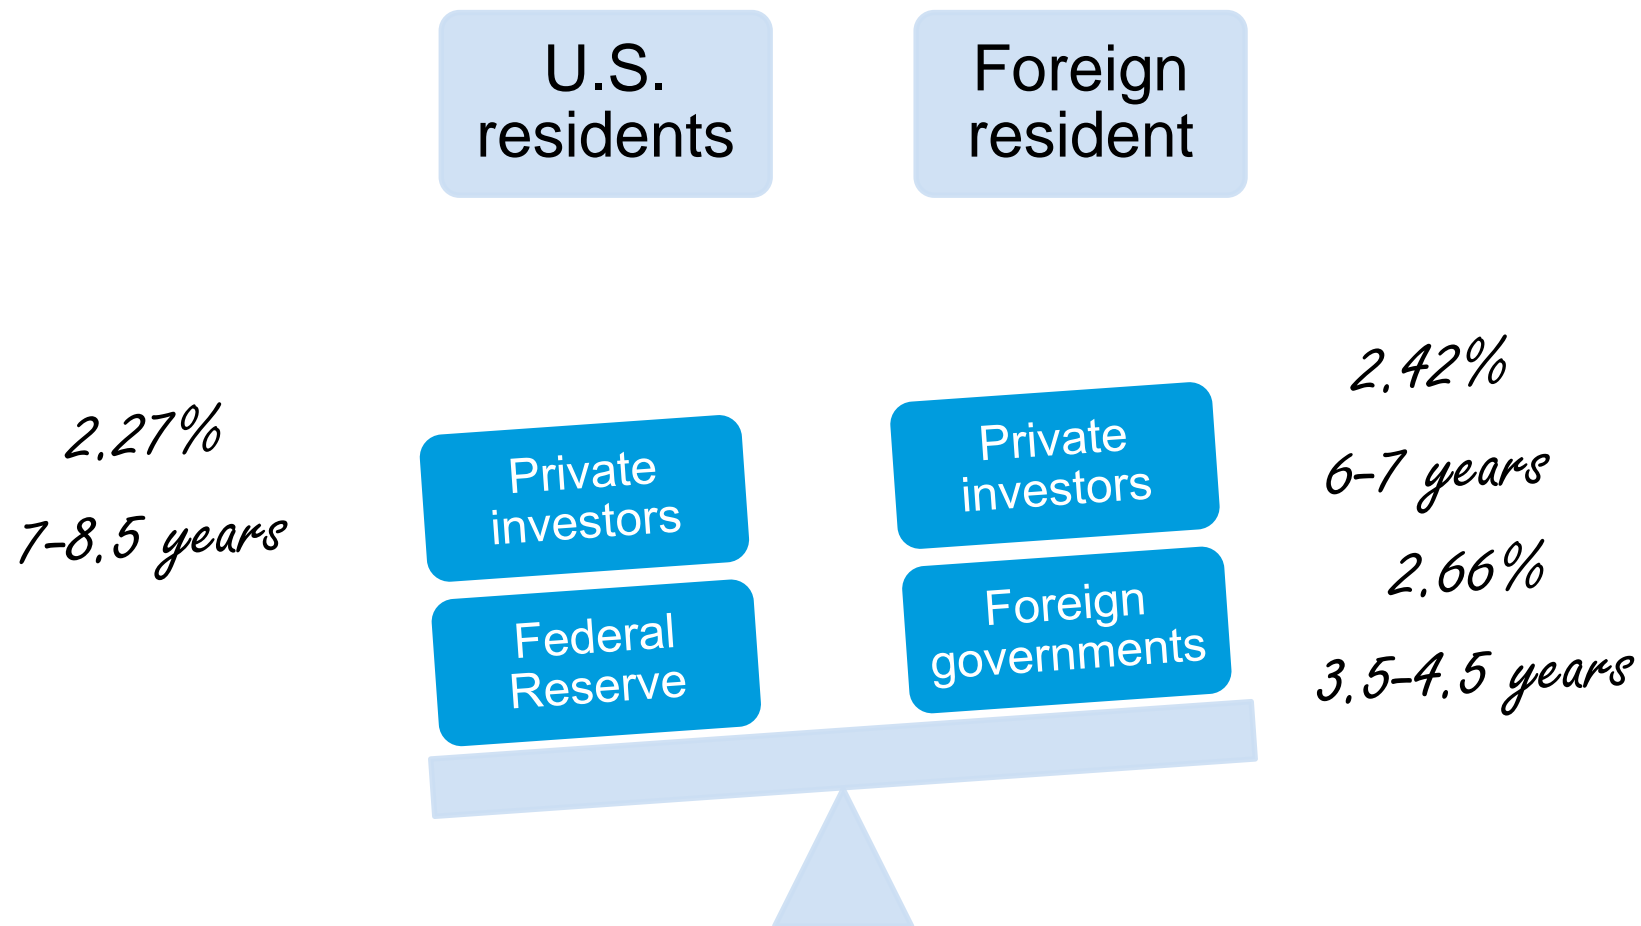 U.S.
residents
Foreign
resident
2.27%
7-8.5 years
Private
investors
Federal
Reserve
Private
investors
Foreign
governments
2.42%
6-7 years
2.66%
3.5-4.5 years